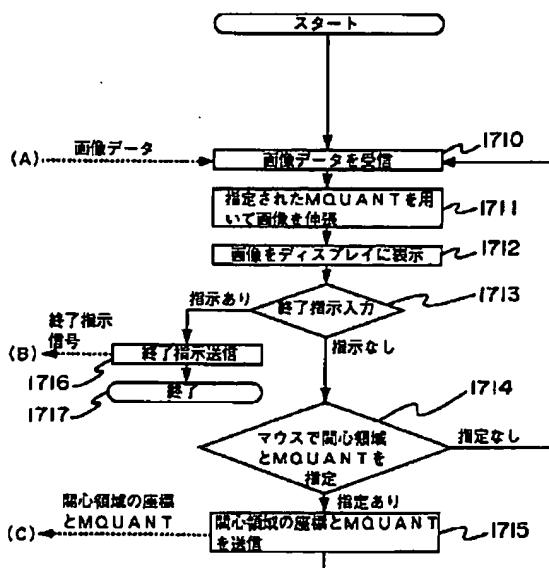 スタート
画像データ
(A)
画像データを受信
1710
指定されたMQUANTを用
いて画像を伸張
1711
画像をディスプレイに表示
1712
終了指示入力
1713
指示あり
指示なし
終了指示
信号
(B)
終了指示送信
1716
終了
1717
マウスで関心領域
とMQUANTを
指定
1714
指定なし
指定あり
関心領域の座標
とMQUANT
(C)
関心領域の座標とMQUANT
を送信
1715